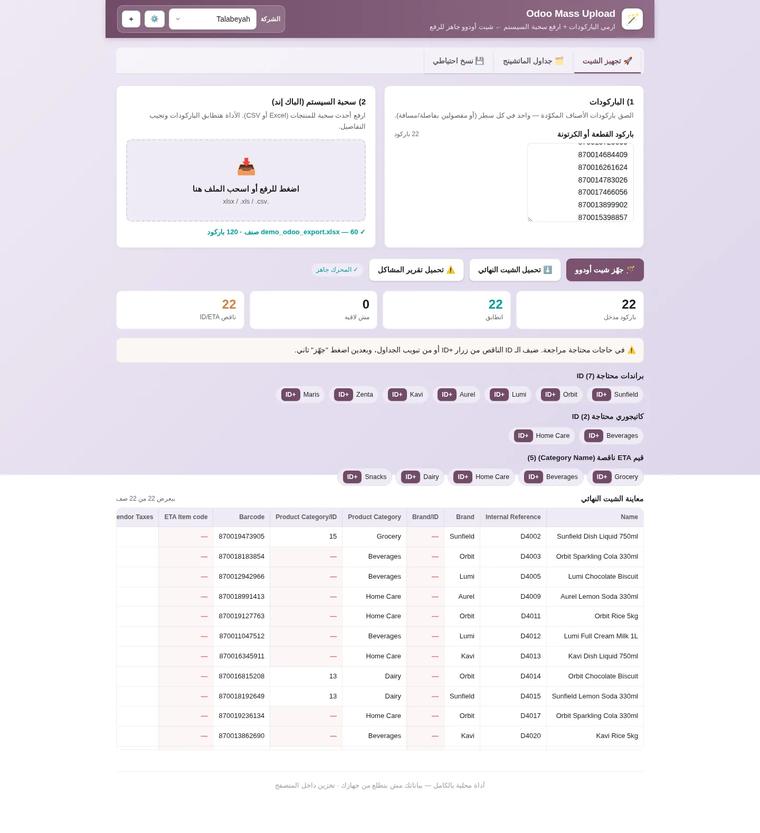 Odoo Mass Upload
ارمي الباركودات + ارفع سحبة السيستم ← شيت أودوو جاهز للرفع
الشركة
Talabeyah
🚀 تجهيز الشيت
🗂️ جداول الماتشينج
💾 نسخ احتياطي
1) الباركودات
الصق باركودات الأصناف المكوّدة — واحد في كل سطر (أو مفصولين بفاصلة/مسافة).
باركود القطعة أو الكرتونة
22 باركود
870014684409
870016261624
870014783026
870017466056
870013899902
870015398857
2) سحبة السيستم (الباك إند)
ارفع أحدث سحبة للمنتجات (Excel أو CSV). الأداة هتطابق الباركودات وتجيب
التفاصيل.
اضغط للرفع أو اسحب الملف هنا
xlsx / .xls / .csv.
✓ demo_odoo_export.xlsx — 60 صنف · 120 باركود
جهّز شيت أودوو
⬇️ تحميل الشيت النهائي
⚠️ تحميل تقرير المشاكل
✓ المحرك جاهز
22
باركود مدخل
22
اتطابق
0
مش لاقيه
22
ناقص ID/ETA
⚠️ في حاجات محتاجة مراجعة. ضيف الـ ID الناقص من زرار +ID أو من تبويب الجداول، وبعدين اضغط "جهّز" تاني.
براندات محتاجة ID (7)
Sunfield ID+
Orbit ID+
Lumi ID+
Aurel ID+
Kavi ID+
Zenta ID+
Maris ID+
كاتيجوري محتاجة ID (2)
Beverages ID+
Home Care ID+
قيم ETA ناقصة (Category Name) (5)
Grocery ID+
Beverages ID+
Home Care ID+
Dairy ID+
Snacks ID+
معاينة الشيت النهائي
بيعرض 22 من 22 صف
Name Internal Reference Brand Brand/ID Product Category Product Category/ID Barcode ETA Item code endor Taxes
Sunfield Dish Liquid 750ml D4002 Sunfield — Grocery 15 870019473905 —
Orbit Sparkling Cola 330ml D4003 Orbit — Beverages — 870018183854 —
Lumi Chocolate Biscuit D4005 Lumi — Beverages — 870012942966 —
Aurel Lemon Soda 330ml D4009 Aurel — Home Care — 870018991413 —
Orbit Rice 5kg D4011 Orbit — Home Care — 870019127763 —
Lumi Full Cream Milk 1L D4012 Lumi — Beverages — 870011047512 —
Kavi Dish Liquid 750ml D4013 Kavi — Home Care — 870016345911 —
Orbit Chocolate Biscuit D4014 Orbit — Dairy 13 870016815208 —
Sunfield Lemon Soda 330ml D4015 Sunfield — Dairy 13 870018192649 —
Orbit Sparkling Cola 330ml D4017 Orbit — Home Care — 870019236134 —
Kavi Rice 5kg D4020 Kavi — Beverages — 870013862690 —
أداة محلية بالكامل — بياناتك مش بتطلع من جهازك · تخزين داخل المتصفح